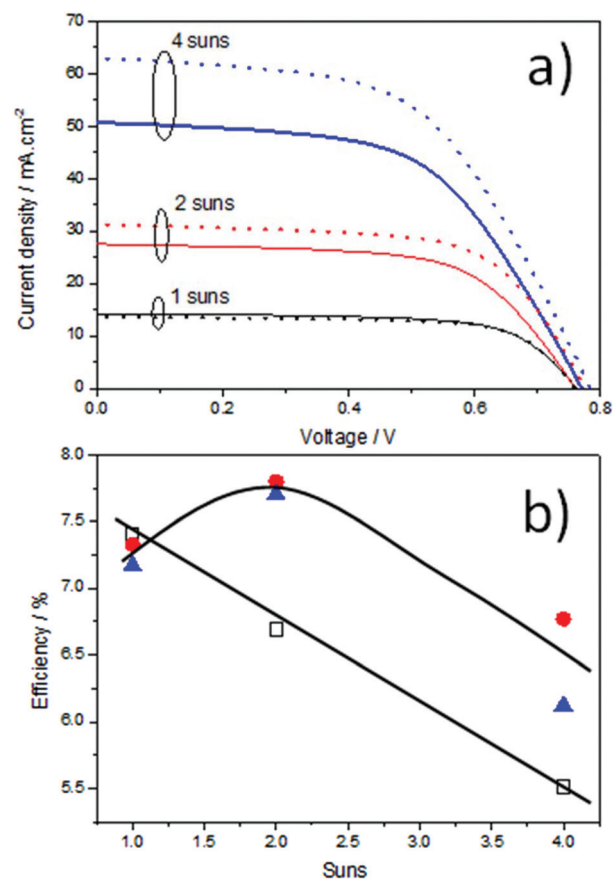 a)
70
60
50
40
30
20
10
0
Current density / mA.cm-2
4 suns
2 suns
1 suns
0.0 0.2 0.4 0.6 0.8
Voltage / V
b)
8.0
7.5
7.0
6.5
6.0
5.5
Efficiency / %
1.0 1.5 2.0 2.5 3.0 3.5 4.0
Suns